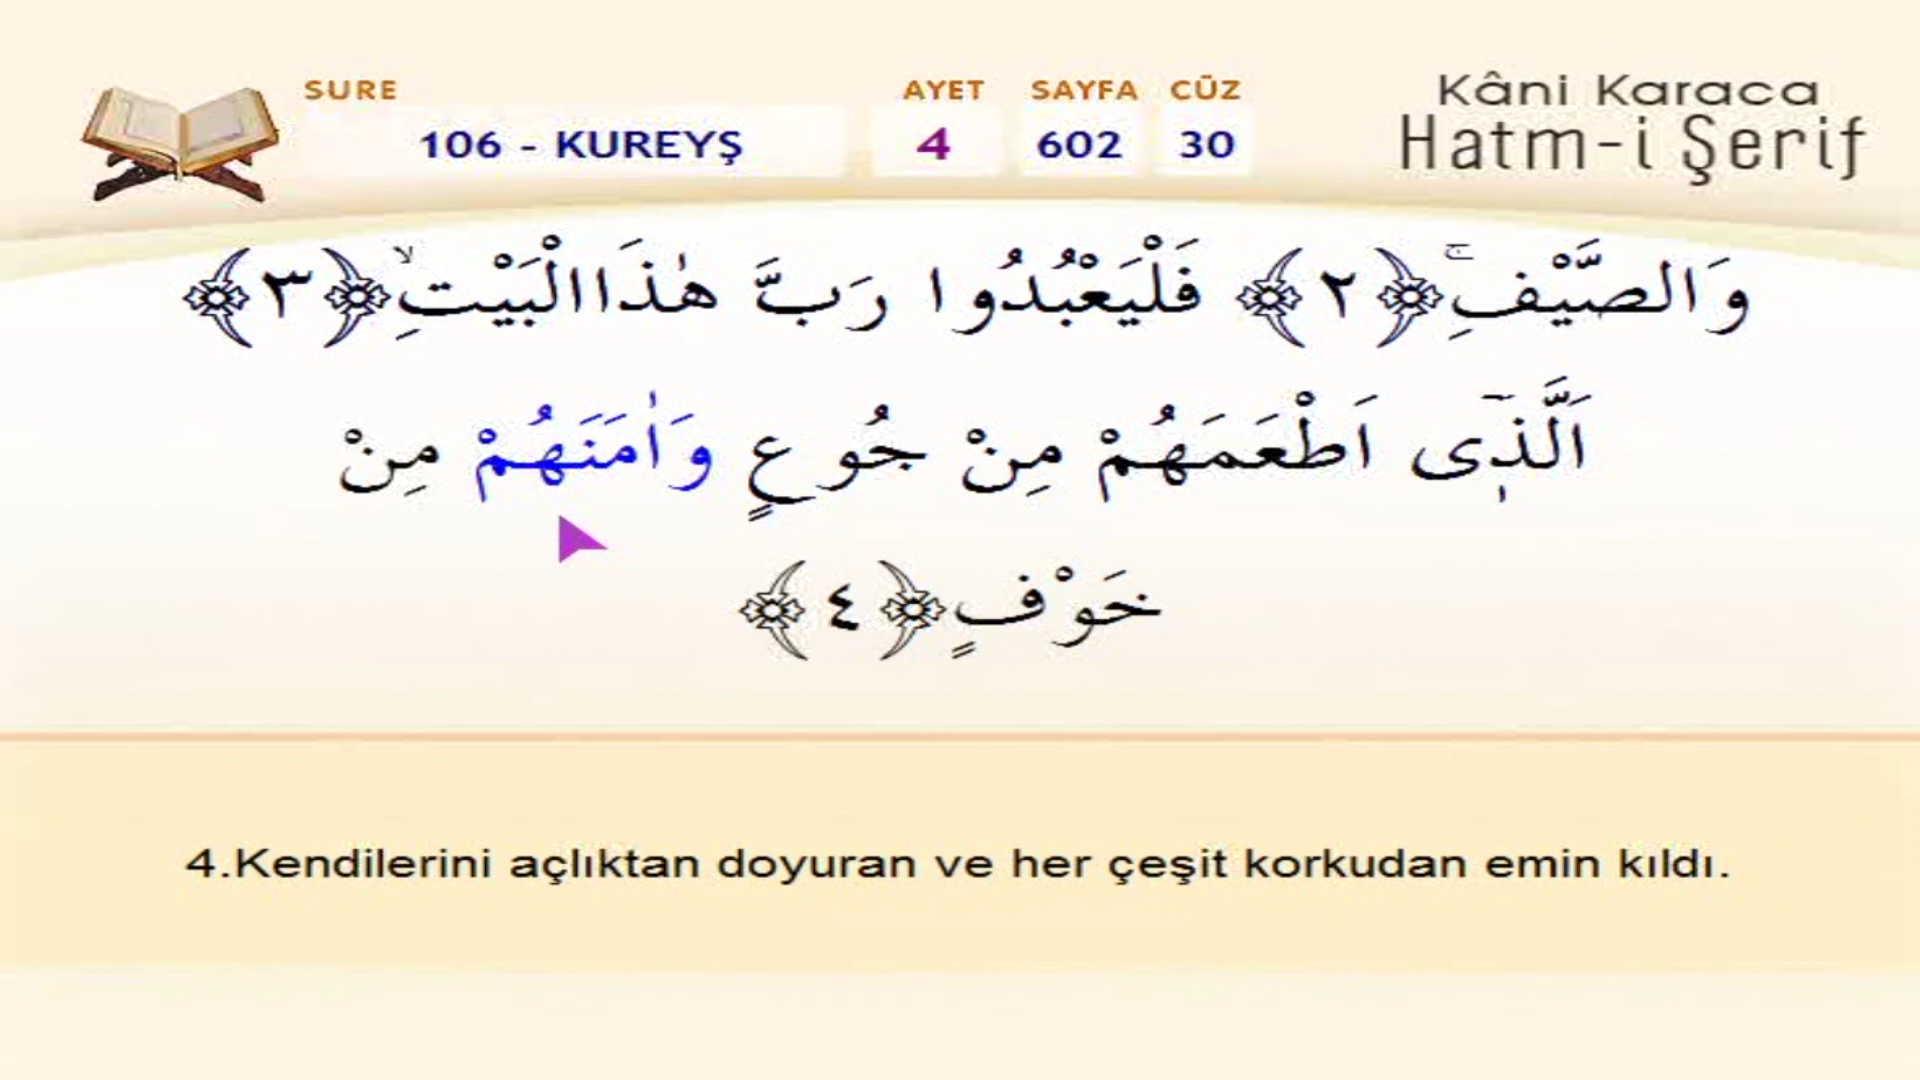 SURE AYET SAYFA CÜZ Kâni Karaca
106 - KUREYŞ 4 602 30 Hatm-i Şerif
وَالصَّيْفِۚ ﴿٢﴾ فَلْيَعْبُدُوا رَبَّ هٰذَا الْبَيْتِۙ ﴿٣﴾
اَلَّذٖٓى اَطْعَمَهُمْ مِنْ جُوعٍ وَاٰمَنَهُمْ مِنْ
خَوْفٍ ﴿٤﴾
4.Kendilerini açlıktan doyuran ve her çeşit korkudan emin kıldı.